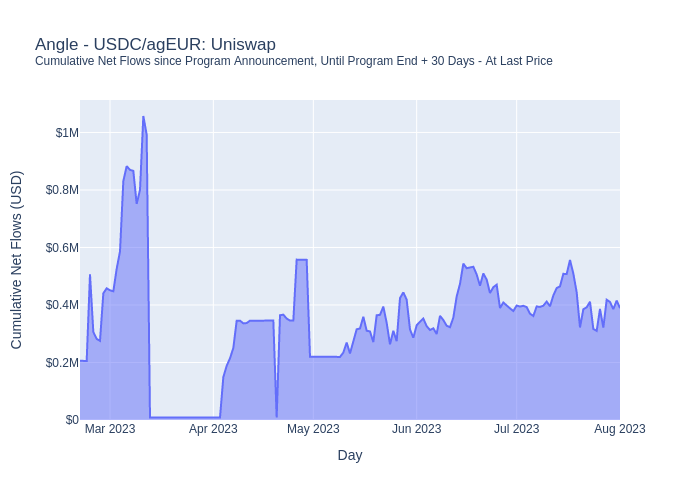 Angle - USDC/agEUR: Uniswap
Cumulative Net Flows since Program Announcement, Until Program End + 30 Days - At Last Price
Cumulative Net Flows (USD)
$1M
$0.8M
$0.6M
$0.4M
$0.2M
$0
Mar 2023
Apr 2023
May 2023
Jun 2023
Jul 2023
Aug 2023
Day